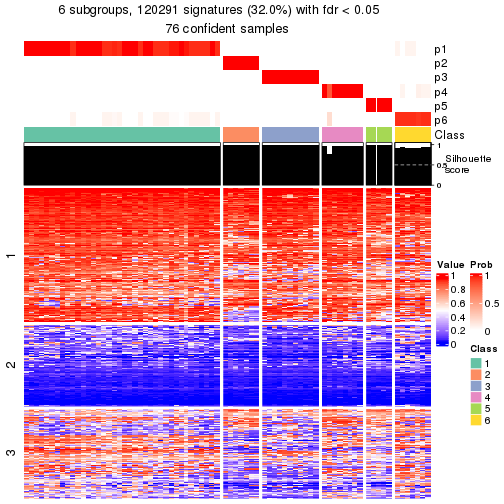 6 subgroups, 120291 signatures (32.0%) with fdr < 0.05
76 confident samples
p1
p2
p3
p4
p5
p6
Class
1
0.5
0
Silhouette
score
1
2
3
Value
1
0.8
0.6
0.4
0.2
0
Prob
1
0.5
0
Class
1
2
3
4
5
6